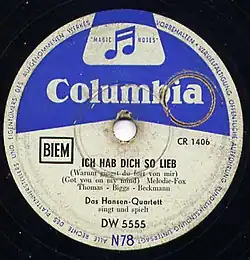 "MAGIC NOTES"
Columbia
CR 1406
BIEM
ICH HAB DICH SO LIEB
(Warum gingst du fort von mir)
(Got you on my mind) Melodie-Fox
Thomas - Biggs - Beckmann
Das Hansen-Quartett
singt und spielt
DW 5555
N78